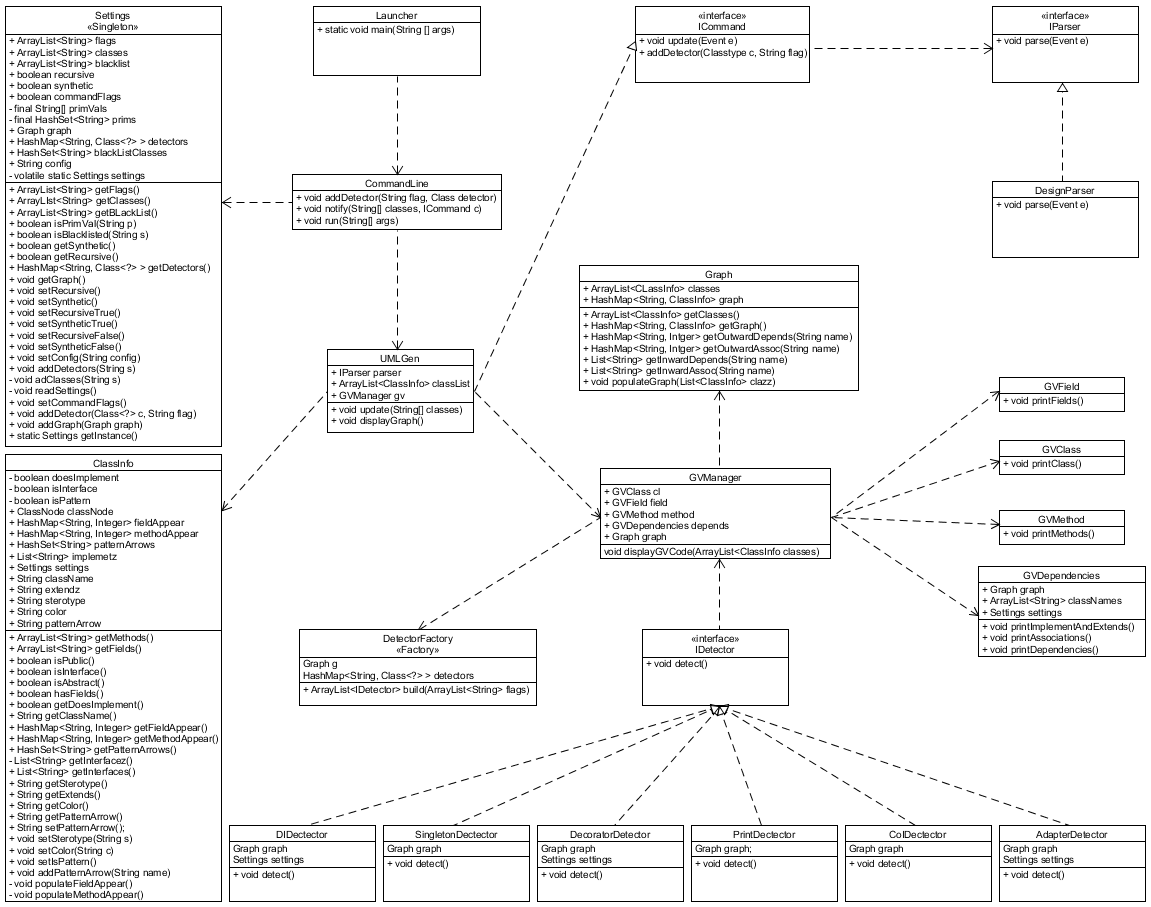 Settings
«Singleton»
+ ArrayList<String> flags
+ ArrayList<String> classes
+ ArrayList<String> blacklist
+ boolean recursive
+ boolean synthetic
+ boolean commandFlags
- final String[] primVals
- final HashSet<String> prims
+ Graph graph
+ HashMap<String, Class<?> > detectors
+ HashSet<String> blackListClasses
+ String config
- volatile static Settings settings
+ ArrayList<String> getFlags()
+ ArrayList<String> getClasses()
+ ArrayList<String> getBLackList()
+ boolean isPrimVal(String p)
+ boolean isBlacklisted(String s)
+ boolean getSynthetic()
+ boolean getRecursive()
+ HashMap<String, Class<?> > getDetectors()
+ void getGraph()
+ void setRecursive()
+ void setSynthetic()
+ void setRecursiveTrue()
+ void setSyntheticTrue()
+ void setRecursiveFalse()
+ void setSyntheticFalse()
+ void setConfig(String config)
+ void addDetectors(String s)
- void adClasses(String s)
- void readSettings()
+ void setCommandFlags()
+ void addDetector(Class<?> c, String flag)
+ void addGraph(Graph graph)
+ static Settings getInstance()
Launcher
+ static void main(String [] args)
«interface»
ICommand
+ void update(Event e)
+ addDetector(Classtype c, String flag)
«interface»
IParser
+ void parse(Event e)
CommandLine
+ void addDetector(String flag, Class detector)
+ void notify(String[] classes, ICommand c)
+ void run(String[] args)
DesignParser
+ void parse(Event e)
Graph
+ ArrayList<CLassInfo> classes
+ HashMap<String, ClassInfo> graph
+ ArrayList<ClassInfo> getClasses()
+ HashMap<String, ClassInfo> getGraph()
+ HashMap<String, Intger> getOutwardDepends(String name)
+ HashMap<String, Intger> getOutwardAssoc(String name)
+ List<String> getInwardDepends(String name)
+ List<String> getInwardAssoc(String name)
+ void populateGraph(List<ClassInfo> clazz)
UMLGen
+ IParser parser
+ ArrayList<ClassInfo> classList
+ GVManager gv
+ void update(String[] classes)
+ void displayGraph()
GVField
+ void printFields()
GVClass
+ void printClass()
GVMethod
+ void printMethods()
GVDependencies
+ Graph graph
+ ArrayList<String> classNames
+ Settings settings
+ void printImplementAndExtends()
+ void printAssociations()
+ void printDependencies()
GVManager
+ GVClass cl
+ GVField field
+ GVMethod method
+ GVDependencies depends
+ Graph graph
void displayGVCode(ArrayList<ClassInfo classes)
ClassInfo
- boolean doesImplement
- boolean isInterface
- boolean isPattern
+ ClassNode classNode
+ HashMap<String, Integer> fieldAppear
+ HashMap<String, Integer> methodAppear
+ HashSet<String> patternArrows
+ List<String> implemetz
+ Settings settings
+ String className
+ String extendz
+ String sterotype
+ String color
+ String patternArrow
+ ArrayList<String> getMethods()
+ ArrayList<String> getFields()
+ boolean isPublic()
+ boolean isInterface()
+ boolean isAbstract()
+ boolean hasFields()
+ boolean getDoesImplement()
+ String getClassName()
+ HashMap<String, Integer> getFieldAppear()
+ HashMap<String, Integer> getMethodAppear()
+ HashSet<String> getPatternArrows()
- List<String> getInterfacez()
+ List<String> getInterfaces()
+ String getSterotype()
+ String getExtends()
+ String getColor()
+ String getPatternArrow()
+ String setPatternArrow();
+ void setSterotype(String s)
+ void setColor(String c)
+ void setIsPattern()
+ void addPatternArrow(String name)
- void populateFieldAppear()
- void populateMethodAppear()
DetectorFactory
«Factory»
Graph g
HashMap<String, Class<?> > detectors
+ ArrayList<IDetector> build(ArrayList<String> flags)
«interface»
IDetector
+ void detect()
DIDectector
Graph graph
Settings settings
+ void detect()
SingletonDectector
Graph graph
+ void detect()
DecoratorDetector
Graph graph
Settings settings
+ void detect()
PrintDectector
Graph graph;
+ void detect()
ColDectector
Graph graph
+ void detect()
AdapterDetector
Graph graph
Settings settings
+ void detect()